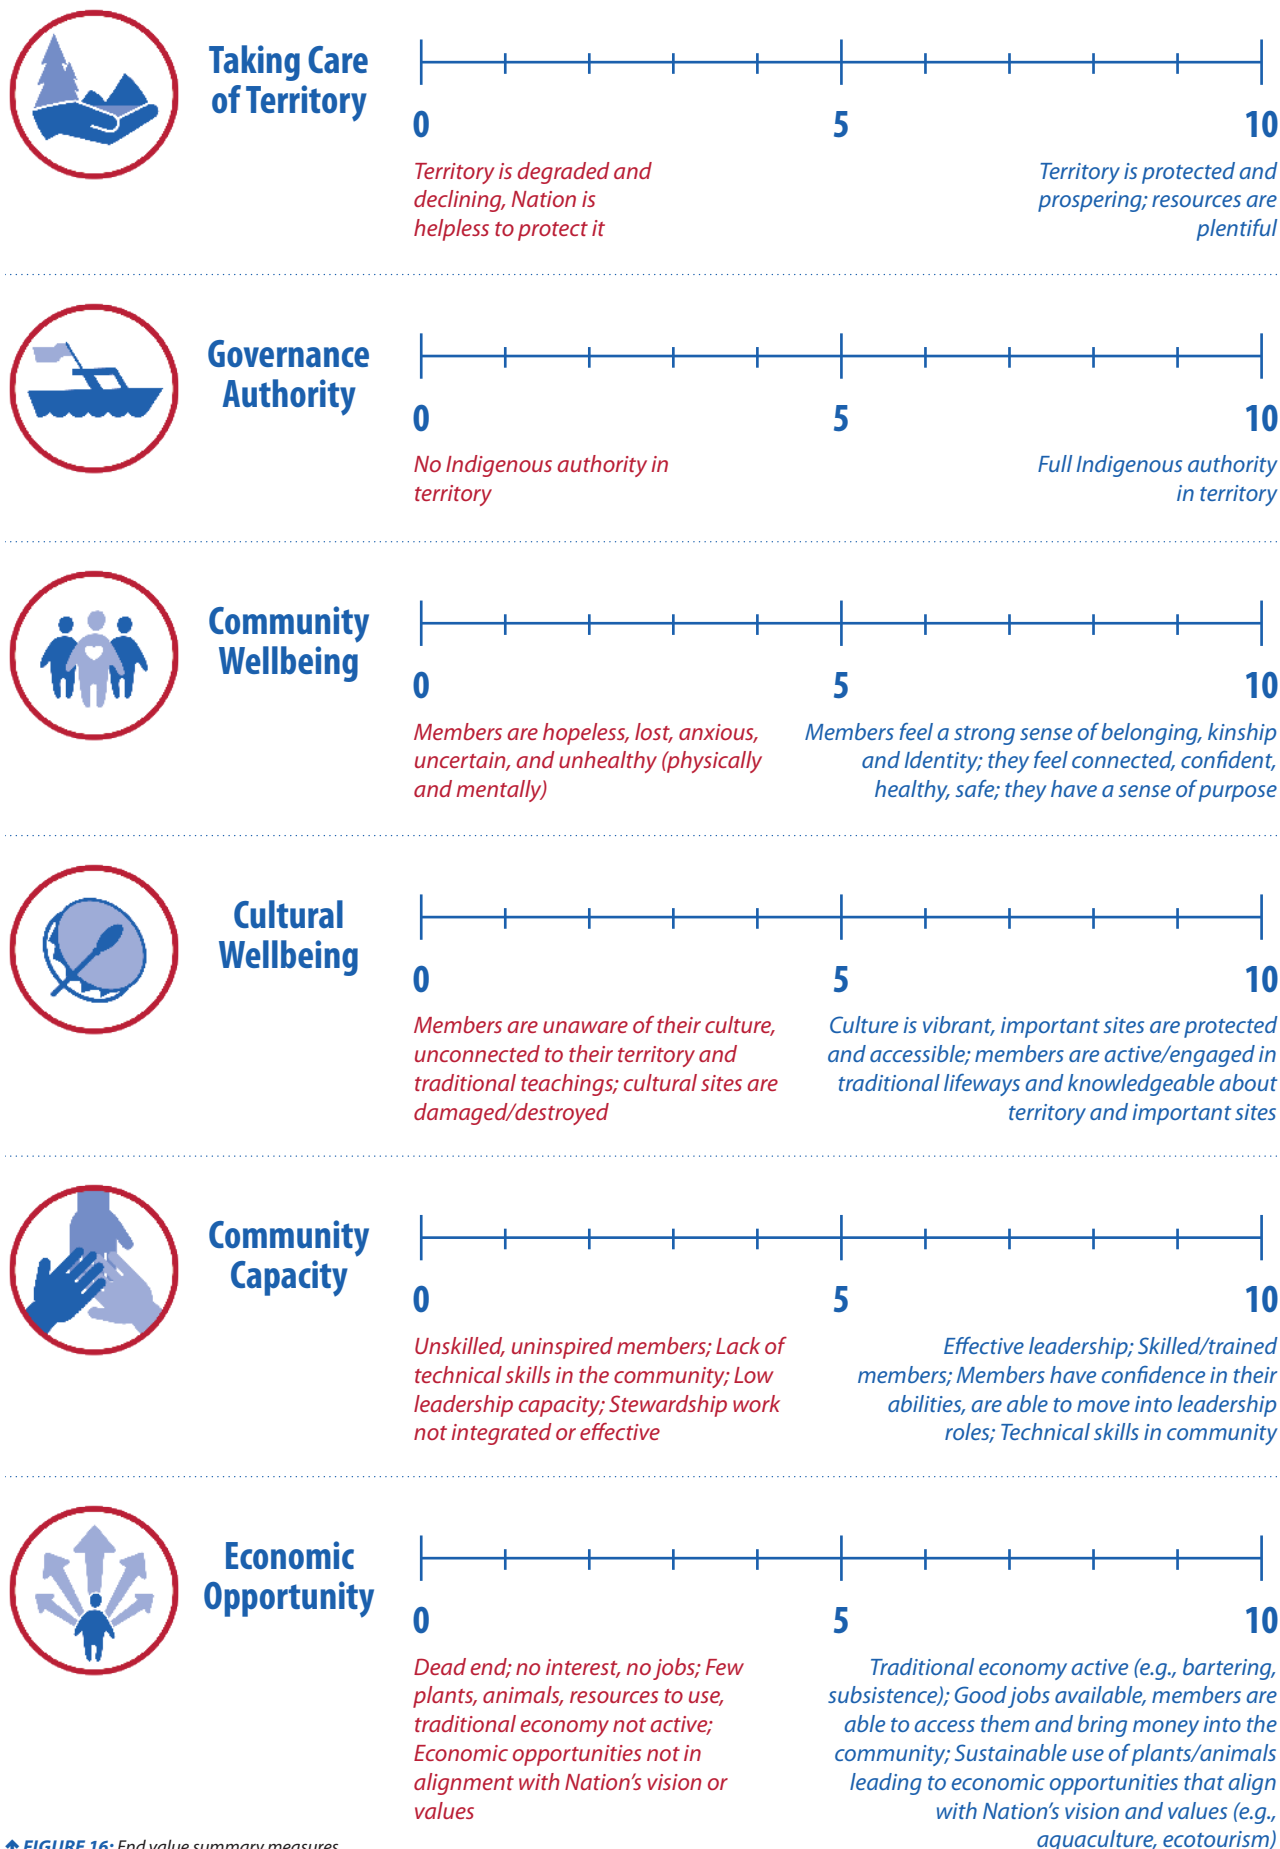 Taking Care
of Territory
0
5
10
Territory is degraded and
declining, Nation is
helpless to protect it
Territory is protected and
prospering; resources are
plentiful
Governance
Authority
0
5
10
No Indigenous authority in
territory
Full Indigenous authority
in territory
Community
Wellbeing
0
5
10
Members are hopeless, lost, anxious,
uncertain, and unhealthy (physically
and mentally)
Members feel a strong sense of belonging, kinship
and Identity; they feel connected, confident,
healthy, safe; they have a sense of purpose
Cultural
Wellbeing
0
5
10
Members are unaware of their culture,
unconnected to their territory and
traditional teachings; cultural sites are
damaged/destroyed
Culture is vibrant, important sites are protected
and accessible; members are active/engaged in
traditional lifeways and knowledgeable about
territory and important sites
Community
Capacity
0
5
10
Unskilled, uninspired members; Lack of
technical skills in the community; Low
leadership capacity; Stewardship work
not integrated or effective
Effective leadership; Skilled/trained
members; Members have confidence in their
abilities, are able to move into leadership
roles; Technical skills in community
Economic
Opportunity
0
5
10
Dead end; no interest, no jobs; Few
plants, animals, resources to use,
traditional economy not active;
Economic opportunities not in
alignment with Nation's vision or
values
Traditional economy active (e.g., bartering,
subsistence); Good jobs available, members are
able to access them and bring money into the
community; Sustainable use of plants/animals
leading to economic opportunities that align
with Nation's vision and values (e.g.,
aquaculture, ecotourism)
FIGURE 16: End value summary measures